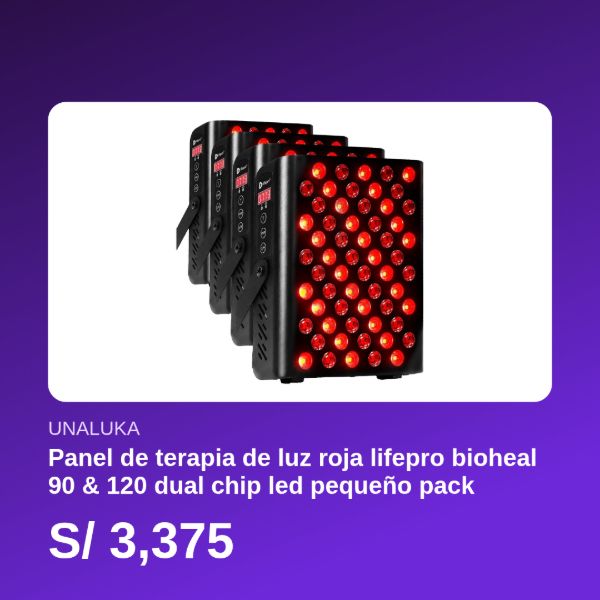 UNALUKA
Panel de terapia de luz roja lifepro bioheal
90 & 120 dual chip led pequeño pack
S/ 3,375